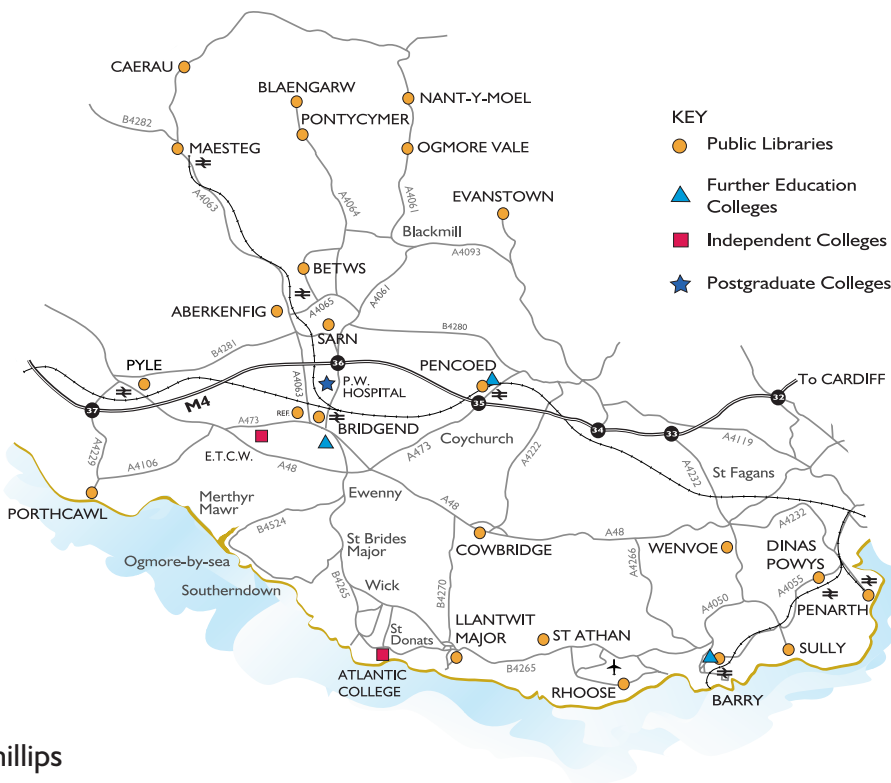 CAERAU
BLAENGARW
NANT-Y-MOEL
PONTYCYMER
B4282
MAESTEG
OGMORE VALE
A4063
A4064
A4061
EVANSTOWN
Blackmill
A4093
KEY
Public Libraries
Further Education
Colleges
Independent Colleges
Postgraduate Colleges
BETWS
A4061
A4065
ABERKENFIG
SARN
B4280
B4281
PYLE
36
PENCOED
P.W.
HOSPITAL
To CARDIFF
32
M4
A4063
37
35
REF.
BRIDGEND
34
33
A473
A473
Coychurch
A4119
A4222
A4229
E.T.C.W.
A48
A4106
A4232
St Fagans
PORTHCAWL
Merthyr
Mawr
Ewenny
A48
B4524
St Brides
Major
COWBRIDGE
A48
A4232
WENVOE
DINAS
POWYS
Ogmore-by-sea
Southerndown
B4265
Wick
B4270
A4266
A4055
A4050
PENARTH
LLANTWIT
MAJOR
St
Donats
ST ATHAN
SULLY
B4265
ATLANTIC
COLLEGE
RHOOSE
BARRY
hillips